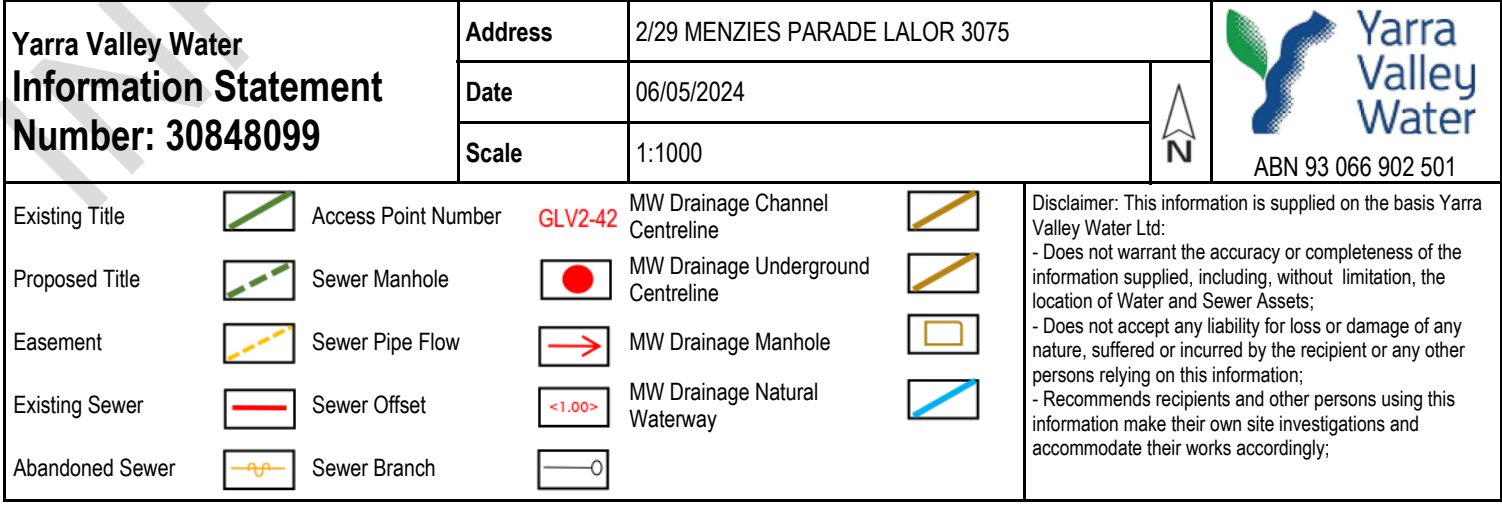 Yarra Valley Water
Information Statement
Number: 30848099
Address
2/29 MENZIES PARADE LALOR 3075
Date
06/05/2024
Scale
1:1000
N
Yarra
Valley
Water
ABN 93 066 902 501
Existing Title
Proposed Title
Easement
Existing Sewer
Abandoned Sewer
Access Point Number
GLV2-42
Sewer Manhole
Sewer Pipe Flow
Sewer Offset
<1.00>
Sewer Branch
MW Drainage Channel
Centreline
MW Drainage Underground
Centreline
MW Drainage Manhole
MW Drainage Natural
Waterway
Disclaimer: This information is supplied on the basis Yarra
Valley Water Ltd:
- Does not warrant the accuracy or completeness of the
information supplied, including, without limitation, the
location of Water and Sewer Assets;
- Does not accept any liability for loss or damage of any
nature, suffered or incurred by the recipient or any other
persons relying on this information;
- Recommends recipients and other persons using this
information make their own site investigations and
accommodate their works accordingly;